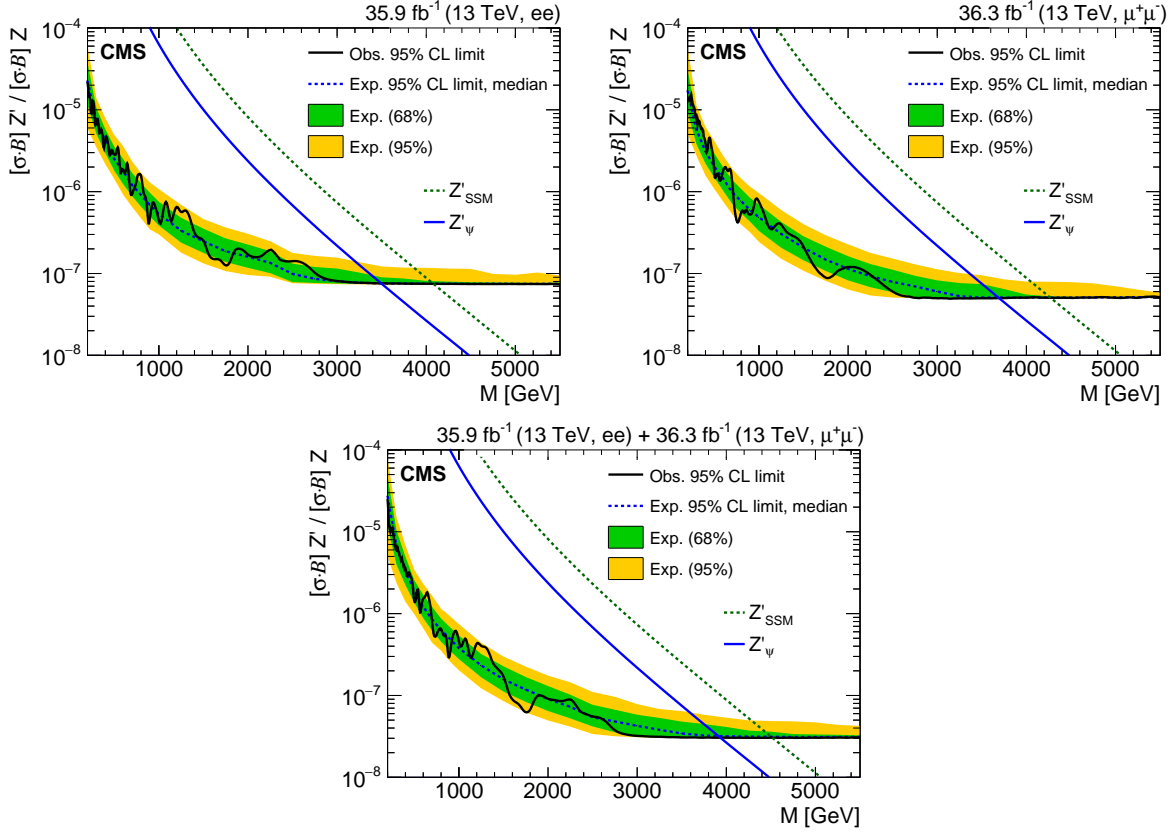 35.9 fb⁻¹ (13 TeV, ee)
CMS
Obs. 95% CL limit
Exp. 95% CL limit, median
Exp. (68%)
Exp. (95%)
Z'SSM
Z'ψ
[σ·B] Z' / [σ·B] Z
10⁻⁴
10⁻⁵
10⁻⁶
10⁻⁷
10⁻⁸
1000 2000 3000 4000 5000
M [GeV]
36.3 fb⁻¹ (13 TeV, μ⁺μ⁻)
CMS
Obs. 95% CL limit
Exp. 95% CL limit, median
Exp. (68%)
Exp. (95%)
Z'SSM
Z'ψ
[σ·B] Z' / [σ·B] Z
10⁻⁴
10⁻⁵
10⁻⁶
10⁻⁷
10⁻⁸
1000 2000 3000 4000 5000
M [GeV]
35.9 fb⁻¹ (13 TeV, ee) + 36.3 fb⁻¹ (13 TeV, μ⁺μ⁻)
CMS
Obs. 95% CL limit
Exp. 95% CL limit, median
Exp. (68%)
Exp. (95%)
Z'SSM
Z'ψ
[σ·B] Z' / [σ·B] Z
10⁻⁴
10⁻⁵
10⁻⁶
10⁻⁷
10⁻⁸
1000 2000 3000 4000 5000
M [GeV]